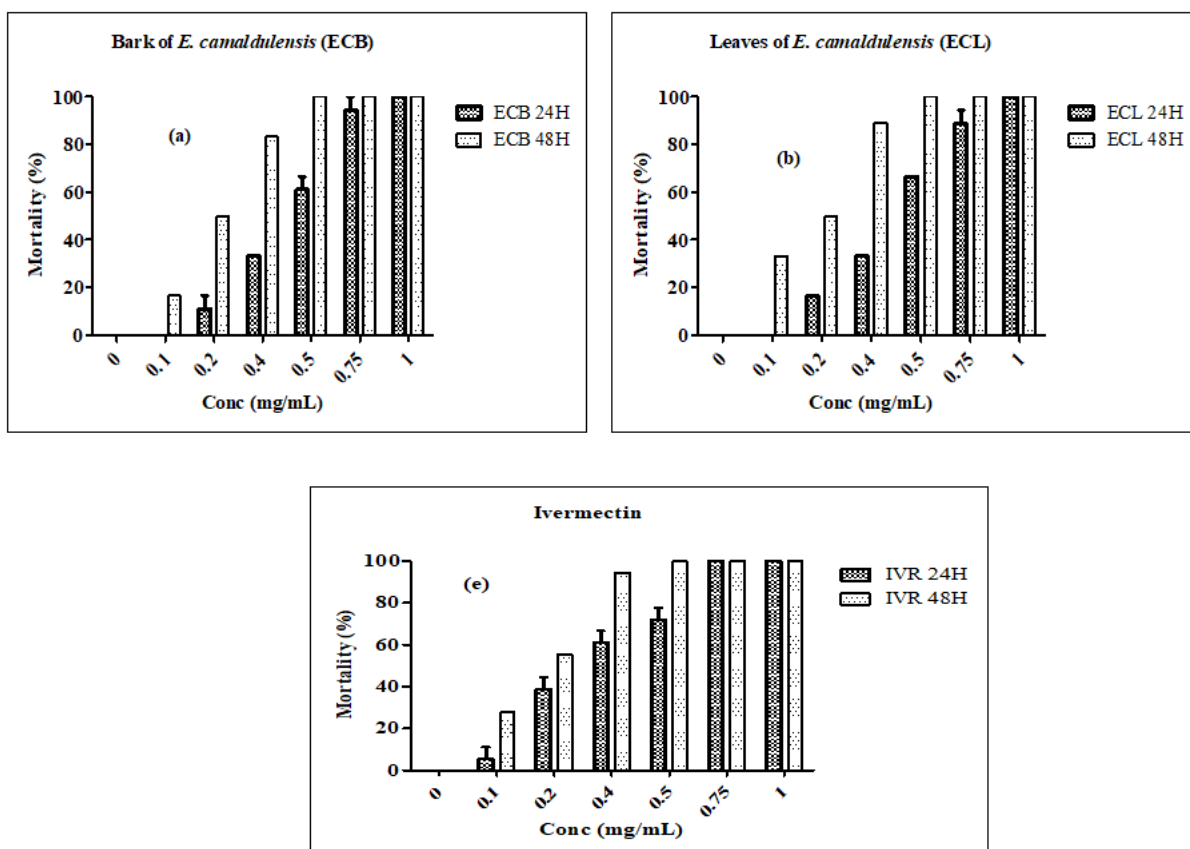 Bark of E. camaldulensis (ECB)
(a)
Mortality (%)
100
80
60
40
20
0
0
0.1
0.2
0.4
0.5
0.75
1
Conc (mg/mL)
ECB 24H
ECB 48H
Leaves of E. camaldulensis (ECL)
(b)
Mortality (%)
100
80
60
40
20
0
0
0.1
0.2
0.4
0.5
0.75
1
Conc (mg/mL)
ECL 24H
ECL 48H
Ivermectin
(e)
Mortality (%)
100
80
60
40
20
0
0
0.1
0.2
0.4
0.5
0.75
1
Conc (mg/mL)
IVR 24H
IVR 48H